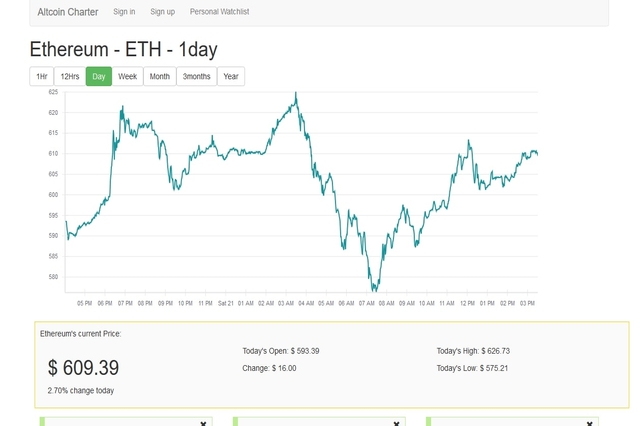 Altcoin Charter Sign in Sign up Personal Watchlist
Ethereum - ETH - 1day
1Hr 12Hrs Day Week Month 3months Year
625
620
615
610
605
600
595
590
585
580
05 PM 06 PM 07 PM 08 PM 09 PM 10 PM 11 PM Sat 21 01 AM 02 AM 03 AM 04 AM 05 AM 06 AM 07 AM 08 AM 09 AM 10 AM 11 AM 12 PM 01 PM 02 PM 03 PM
Ethereum's current Price:
$ 609.39
2.70% change today
Today's Open: $ 593.39
Change: $ 16.00
Today's High: $ 626.73
Today's Low: $ 575.21